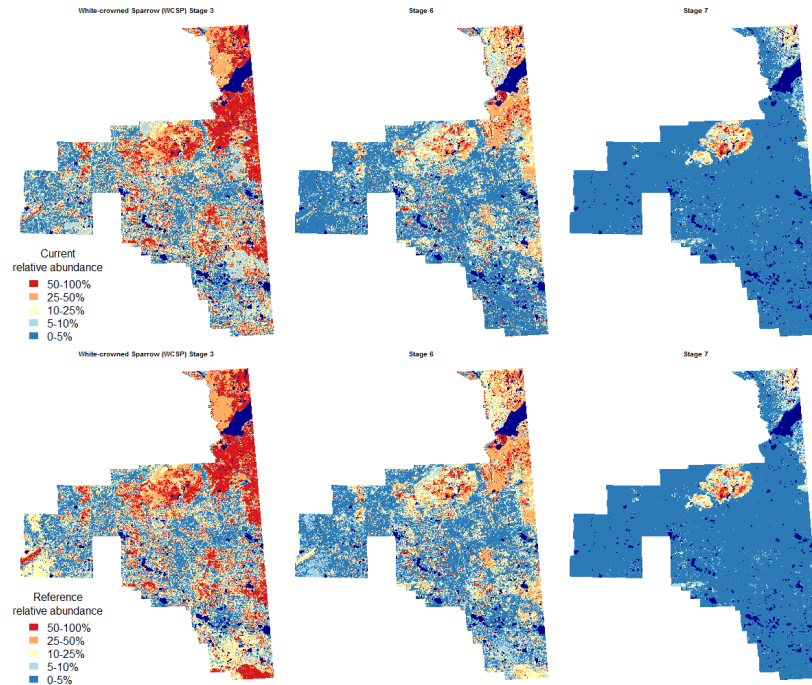 White-crowned Sparrow (WCSP) Stage 3
Stage 6
Stage 7
Current
relative abundance
50-100%
25-50%
10-25%
5-10%
0-5%
White-crowned Sparrow (WCSP) Stage 3
Stage 6
Stage 7
Reference
relative abundance
50-100%
25-50%
10-25%
5-10%
0-5%